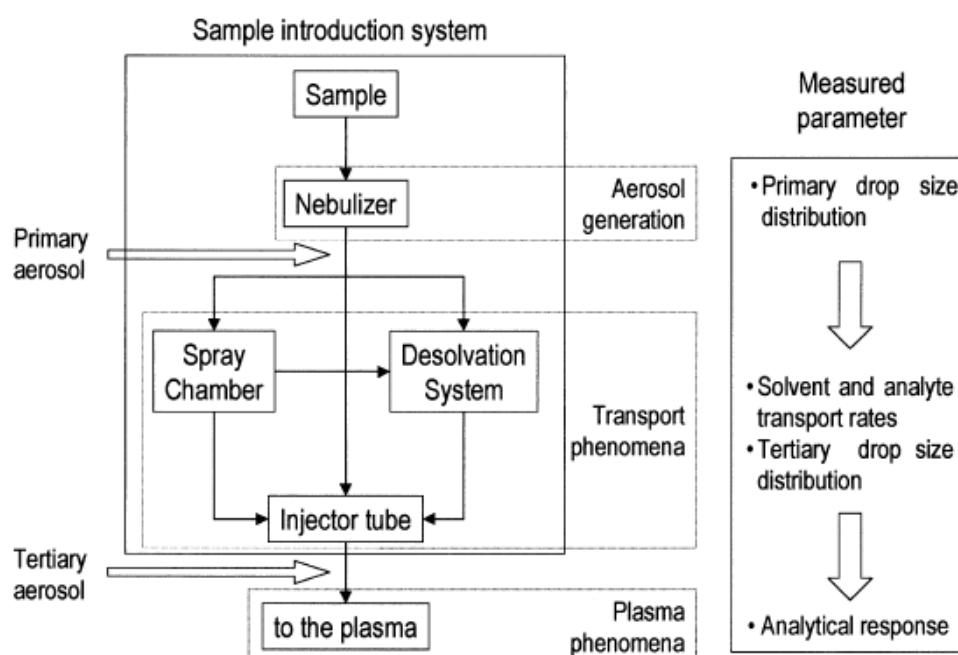 Sample introduction system
Sample
Nebulizer
Aerosol
generation
Primary
aerosol
Spray
Chamber
Desolvation
System
Transport
phenomena
Injector tube
Tertiary
aerosol
to the plasma
Plasma
phenomena
Measured
parameter
•Primary drop size
distribution
•Solvent and analyte
transport rates
•Tertiary drop size
distribution
• Analytical response